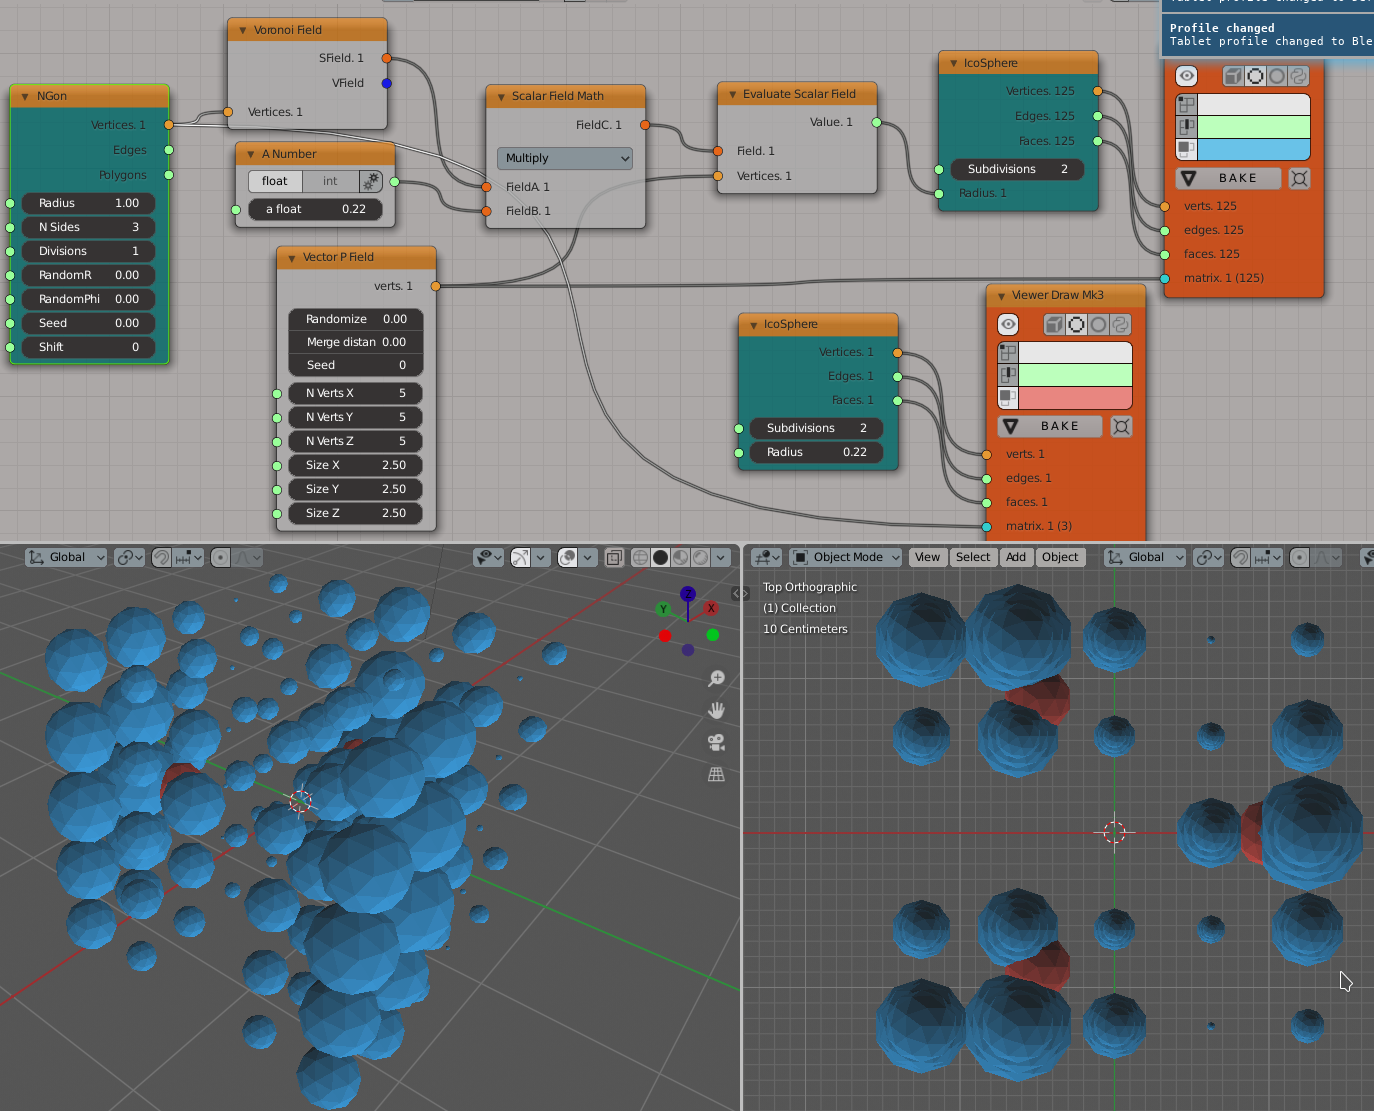 Tablet profile changed to
Profile changed
Tablet profile changed to Ble
Voronoi Field
SField. 1
VField
Vertices. 1
NGon
Vertices. 1
Edges
Polygons
Radius 1.00
N Sides 3
Divisions 1
RandomR 0.00
RandomPhi 0.00
Seed 0.00
Shift 0
A Number
float int
a float 0.22
Scalar Field Math
FieldC. 1
Multiply
FieldA. 1
FieldB. 1
Evaluate Scalar Field
Value. 1
Field. 1
Vertices. 1
IcoSphere
Vertices. 125
Edges. 125
Faces. 125
Subdivisions 2
Radius. 1
BAKE
verts. 125
edges. 125
faces. 125
matrix. 1 (125)
Vector P Field
verts. 1
Randomize 0.00
Merge distan 0.00
Seed 0
N Verts X 5
N Verts Y 5
N Verts Z 5
Size X 2.50
Size Y 2.50
Size Z 2.50
IcoSphere
Vertices. 1
Edges. 1
Faces. 1
Subdivisions 2
Radius 0.22
Viewer Draw Mk3
BAKE
verts. 1
edges. 1
faces. 1
matrix. 1 (3)
Global
Z
Y
X
Object Mode View Select Add Object Global
Top Orthographic
(1) Collection
10 Centimeters